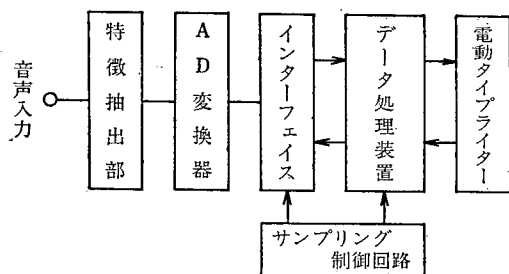 音声入力
特徴抽出部
AD変換器
インターフェイス
データ処理装置
電動タイプライター
サンプリング
制御回路